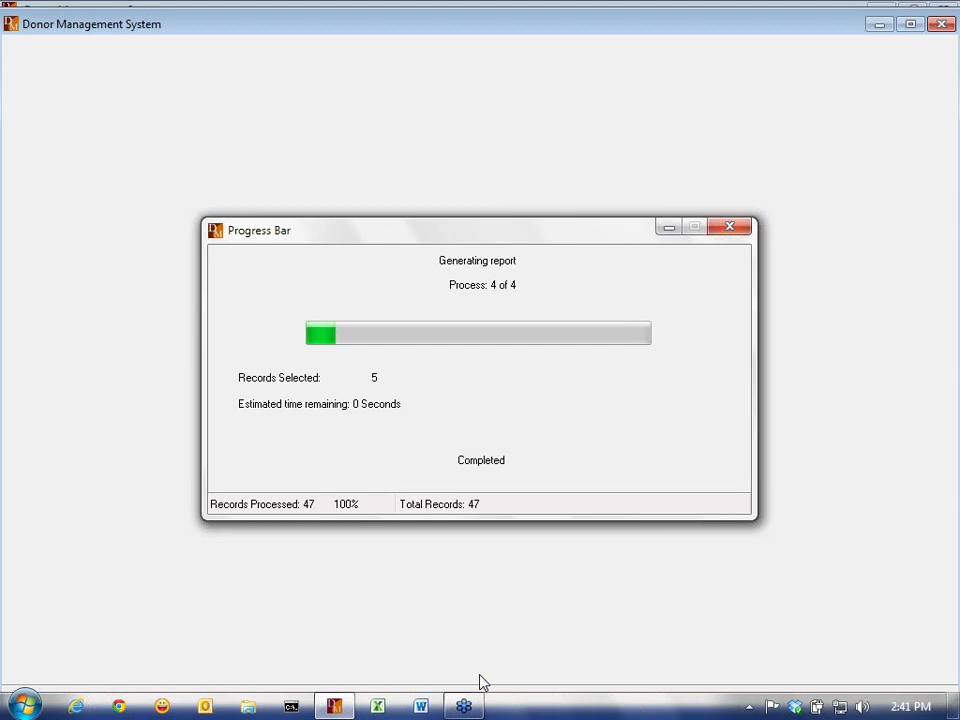 Donor Management System
Progress Bar
Generating report
Process: 4 of 4
Records Selected: 5
Estimated time remaining: 0 Seconds
Completed
Records Processed: 47 100% Total Records: 47
2:41 PM